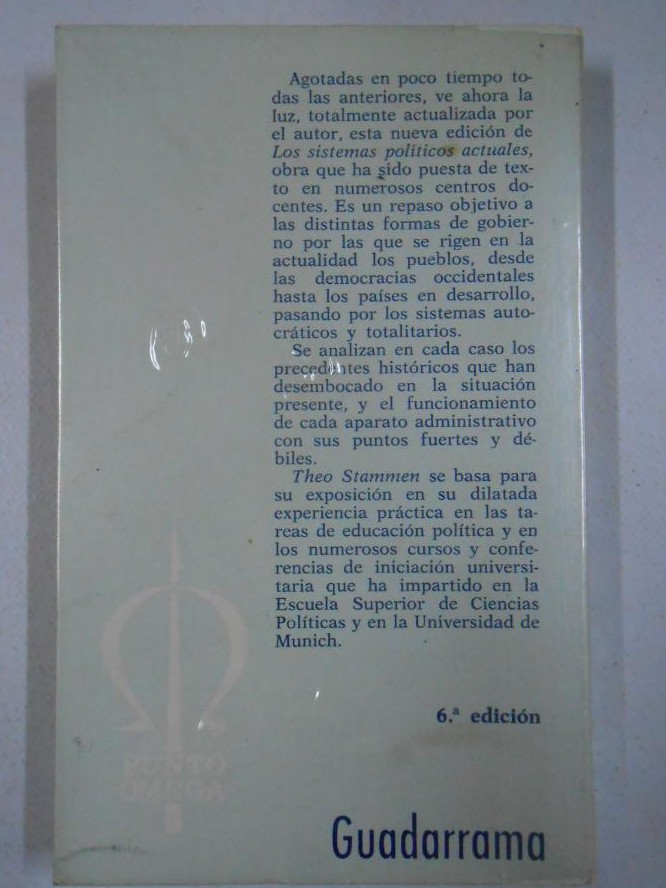 Agotadas en poco tiempo to-
das las anteriores, ve ahora la
luz, totalmente actualizada por
el autor, esta nueva edición de
Los sistemas políticos actuales,
obra que ha sido puesta de tex-
to en numerosos centros do-
centes. Es un repaso objetivo a
las distintas formas de gobier-
no por las que se rigen en la
actualidad los pueblos, desde
las democracias occidentales
hasta los países en desarrollo,
pasando por los sistemas auto-
cráticos y totalitarios.
Se analizan en cada caso los
precedentes históricos que han
desembocado en la situación
presente, y el funcionamiento
de cada aparato administrativo
con sus puntos fuertes y dé-
biles.
Theo Stammen se basa para
su exposición en su dilatada
experiencia práctica en las ta-
reas de educación política y en
los numerosos cursos y confe-
rencias de iniciación universi-
taria que ha impartido en la
Escuela Superior de Ciencias
Políticas y en la Universidad de
Munich.
6.ª edición
PUNTO
OMEGA
Guadarrama